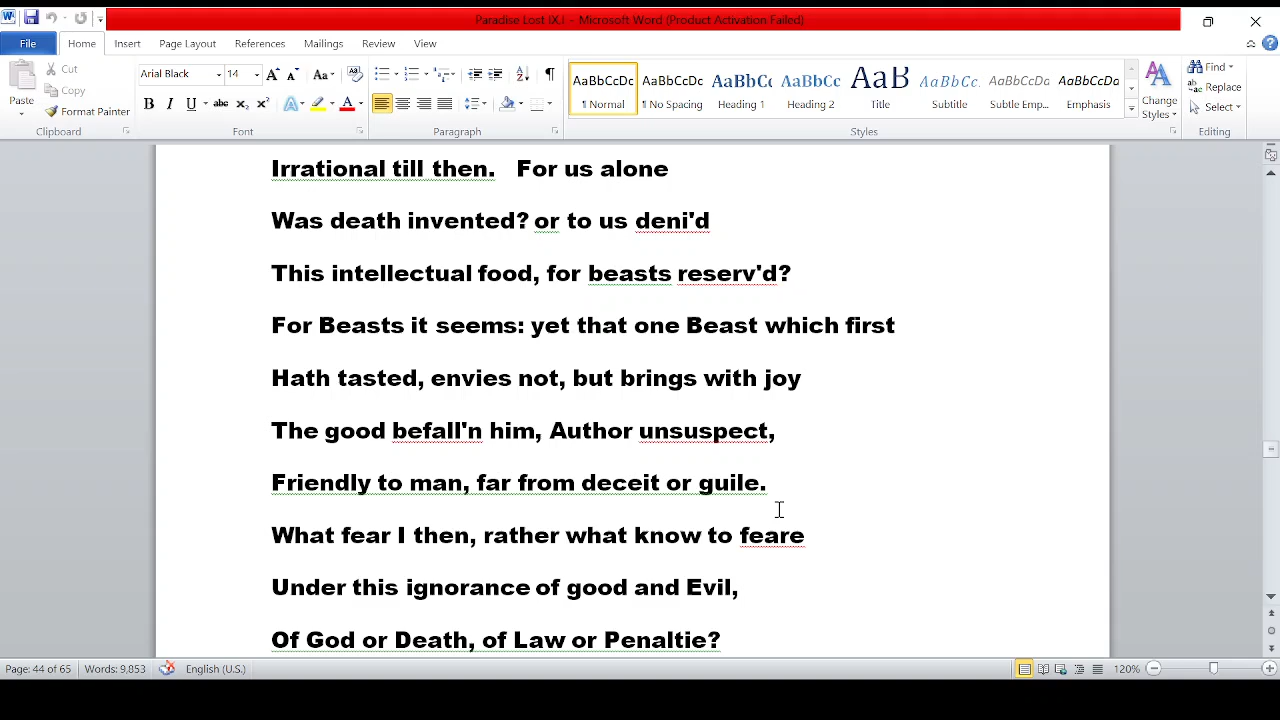 Paradise Lost IX.I - Microsoft Word (Product Activation Failed)
File Home Insert Page Layout References Mailings Review View
Paste Cut Copy Format Painter
Clipboard
Arial Black 14
Font
Paragraph
AaBbCcDc AaBbCcDc AaBbCc AaBbCc AaB AaBbCc. AaBbCcDc AaBbCcDc
¶ Normal ¶ No Spacing Heading 1 Heading 2 Title Subtitle Subtle Em... Emphasis
Change Styles
Styles
Find
Replace
Select
Editing
Irrational till then. For us alone
Was death invented? or to us deni'd
This intellectual food, for beasts reserv'd?
For Beasts it seems: yet that one Beast which first
Hath tasted, envies not, but brings with joy
The good befall'n him, Author unsuspect,
Friendly to man, far from deceit or guile.
What fear I then, rather what know to feare
Under this ignorance of good and Evil,
Of God or Death, of Law or Penaltie?
Page: 44 of 65 Words: 9,853 English (U.S.) 120%